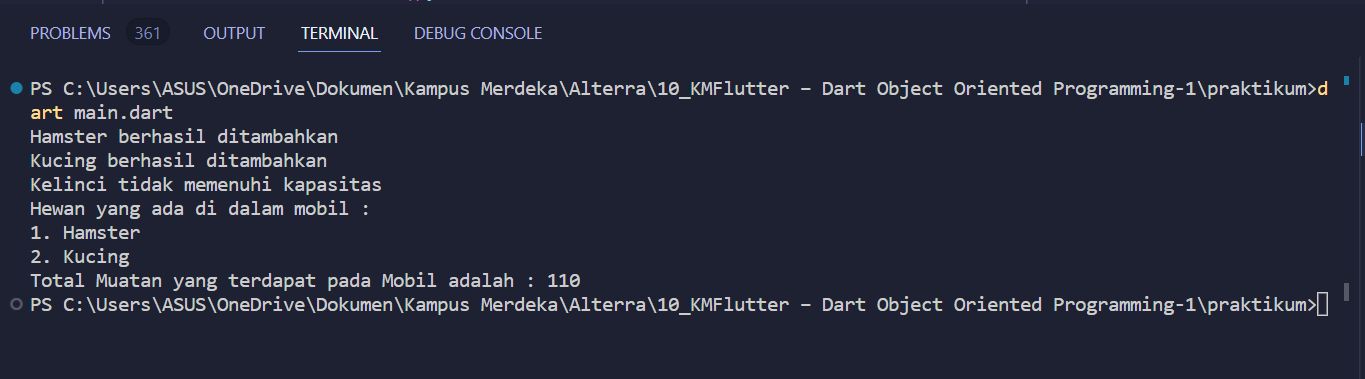 PROBLEMS 361 OUTPUT TERMINAL DEBUG CONSOLE
PS C:\Users\ASUS\OneDrive\Dokumen\Kampus Merdeka\Alterra\10_KMFlutter – Dart Object Oriented Programming-1\praktikum>d
art main.dart
Hamster berhasil ditambahkan
Kucing berhasil ditambahkan
Kelinci tidak memenuhi kapasitas
Hewan yang ada di dalam mobil :
1. Hamster
2. Kucing
Total Muatan yang terdapat pada Mobil adalah : 110
PS C:\Users\ASUS\OneDrive\Dokumen\Kampus Merdeka\Alterra\10_KMFlutter – Dart Object Oriented Programming-1\praktikum>